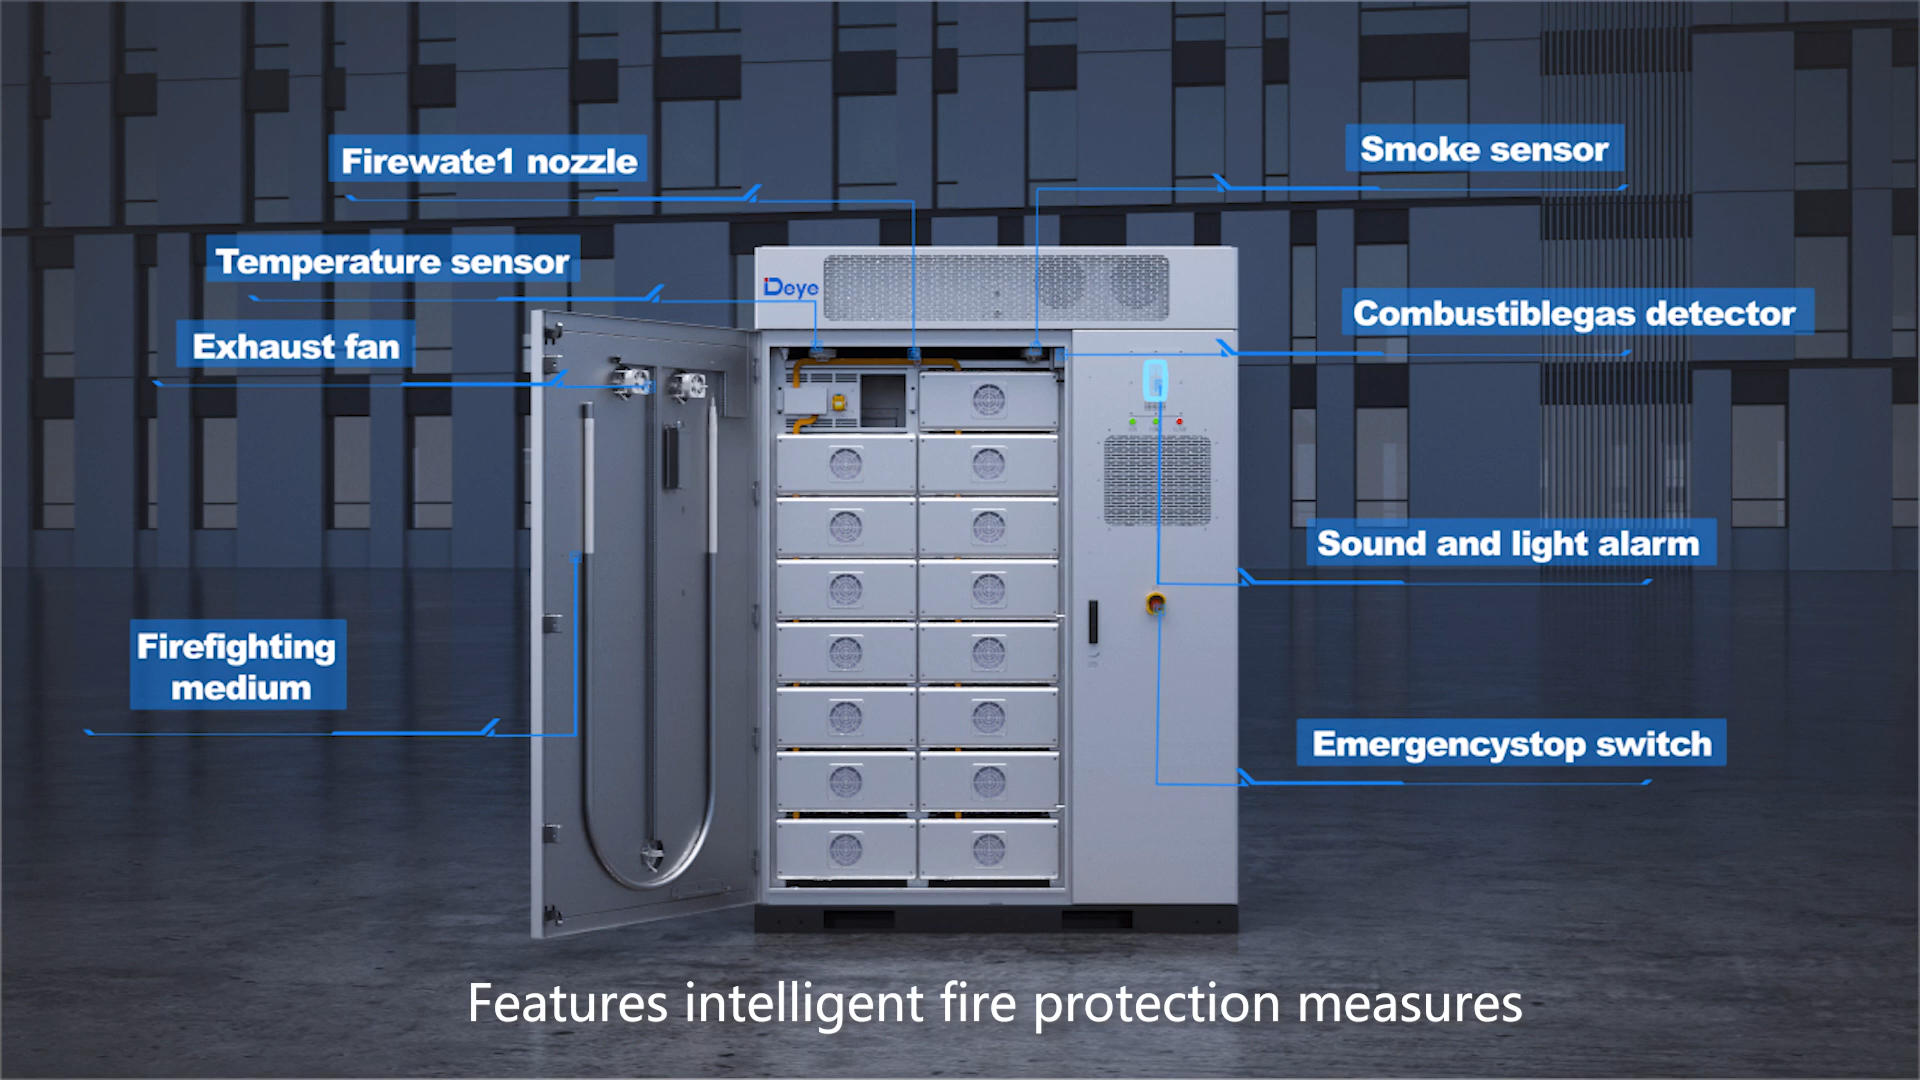 Firewate1 nozzle
Smoke sensor
Temperature sensor
Deye
Combustiblegas detector
Exhaust fan
Sound and light alarm
Firefighting
medium
Emergencystop switch
Features intelligent fire protection measures